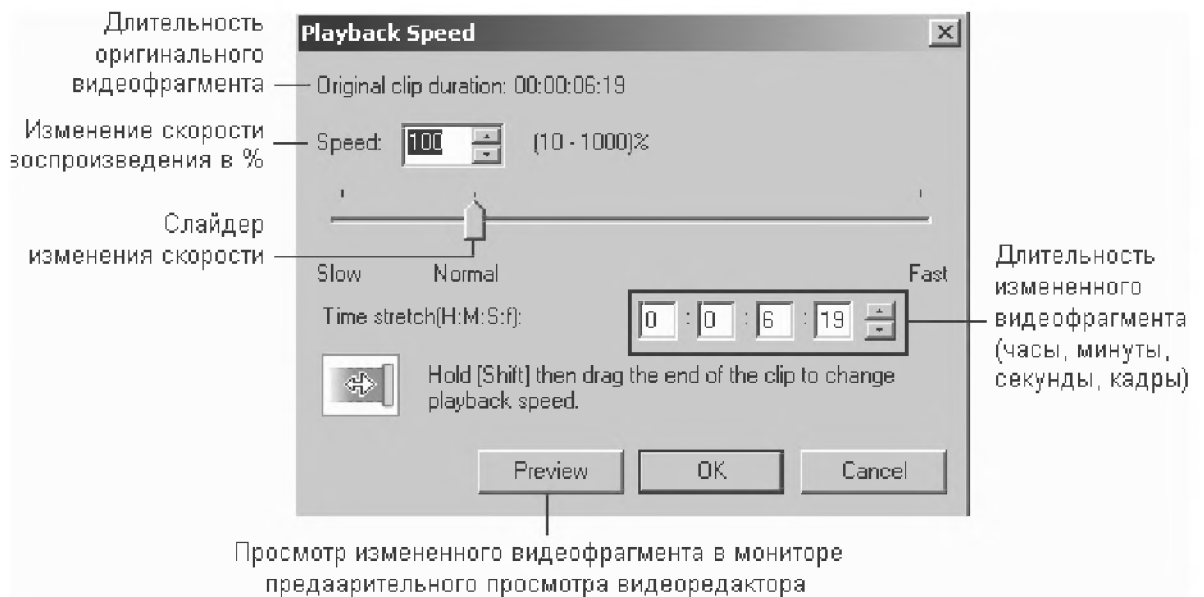 Длительность
оригинального
видеофрагмента
Playback Speed
Original clip duration: 00:00:06:19
Изменение скорости
воспроизведения в %
Speed: 100 (10 - 1000)%
Слайдер
изменения скорости
Slow Normal Fast
Time stretch(H:M:S:f): 0 : 0 : 6 : 19
Длительность
измененного
видеофрагмента
(часы, минуты,
секунды, кадры)
Hold [Shift] then drag the end of the clip to change
playback speed.
Preview OK Cancel
Просмотр измененного видеофрагмента в мониторе
предаарительного просмотра видеоредактора